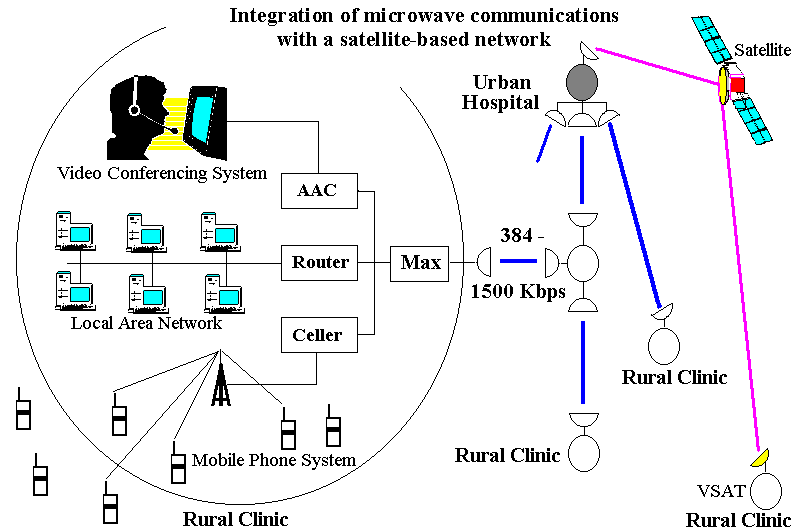 Integration of microwave communications
with a satellite-based network
Satellite
Urban
Hospital
Video Conferencing System
AAC
384 -
Router
Max
1500 Kbps
Local Area Network
Celler
Rural Clinic
Mobile Phone System
Rural Clinic
VSAT
Rural Clinic
Rural Clinic